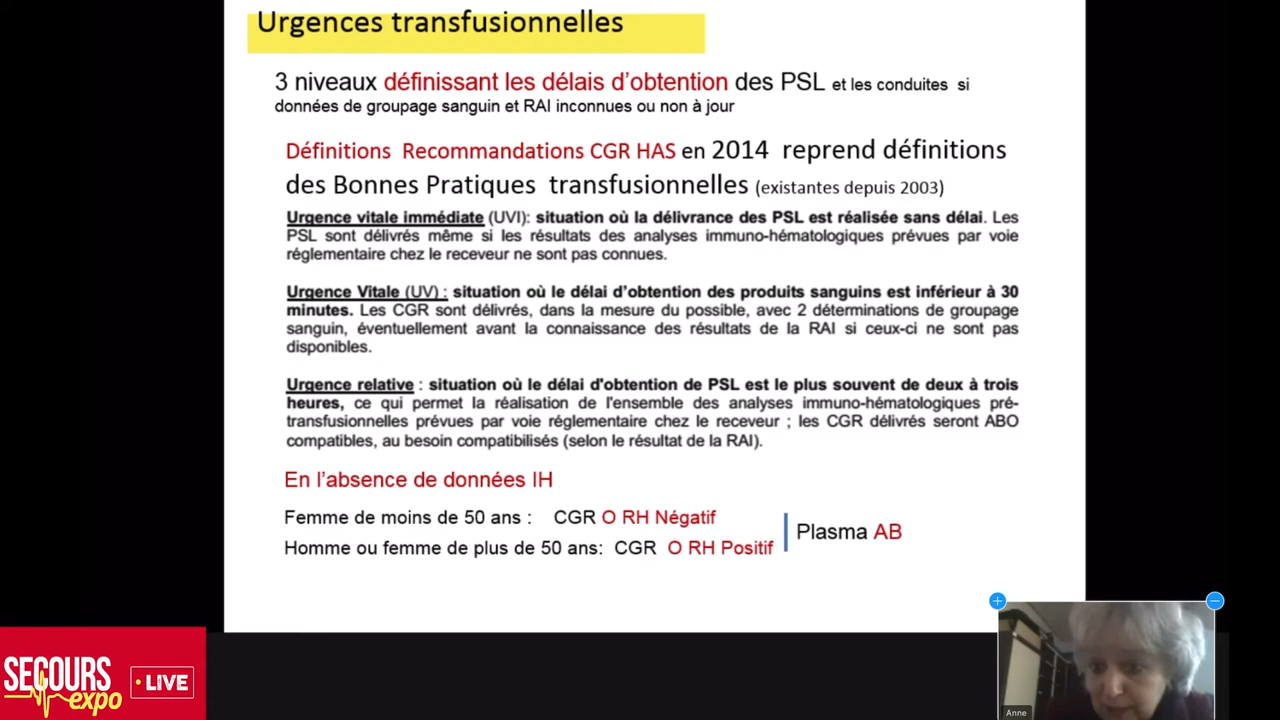 Urgences transfusionnelles
3 niveaux définissant les délais d'obtention des PSL et les conduites si
données de groupage sanguin et RAI inconnues ou non à jour
Définitions Recommandations CGR HAS en 2014 reprend définitions
des Bonnes Pratiques transfusionnelles (existantes depuis 2003)
Urgence vitale immédiate (UVI): situation où la délivrance des PSL est réalisée sans délai. Les
PSL sont délivrés même si les résultats des analyses immuno-hématologiques prévues par voie
réglementaire chez le receveur ne sont pas connues.
Urgence Vitale (UV) : situation où le délai d'obtention des produits sanguins est inférieur à 30
minutes. Les CGR sont délivrés, dans la mesure du possible, avec 2 déterminations de groupage
sanguin, éventuellement avant la connaissance des résultats de la RAI si ceux-ci ne sont pas
disponibles.
Urgence relative : situation où le délai d'obtention de PSL est le plus souvent de deux à trois
heures, ce qui permet la réalisation de l'ensemble des analyses immuno-hématologiques pré-
transfusionnelles prévues par voie réglementaire chez le receveur ; les CGR délivrés seront ABO
compatibles, au besoin compatibilisés (selon le résultat de la RAI).
En l'absence de données IH
Femme de moins de 50 ans : CGR O RH Négatif
Homme ou femme de plus de 50 ans: CGR O RH Positif
Plasma AB
SECOURS
expo
LIVE
Anne